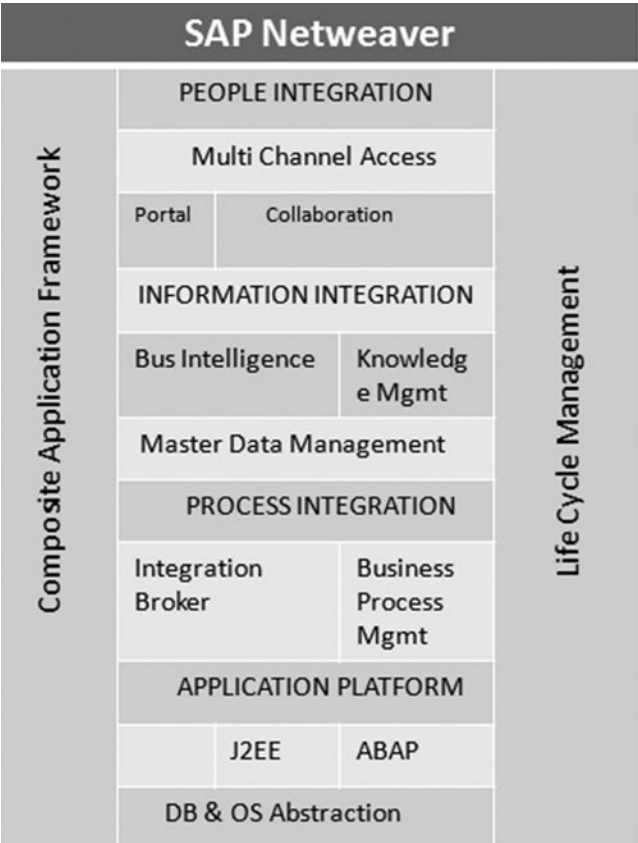 SAP Netweaver
Composite Application Framework
PEOPLE INTEGRATION
Multi Channel Access
Portal
Collaboration
INFORMATION INTEGRATION
Bus Intelligence
Knowledg
e Mgmt
Master Data Management
PROCESS INTEGRATION
Integration
Broker
Business
Process
Mgmt
APPLICATION PLATFORM
J2EE
ABAP
DB & OS Abstraction
Life Cycle Management